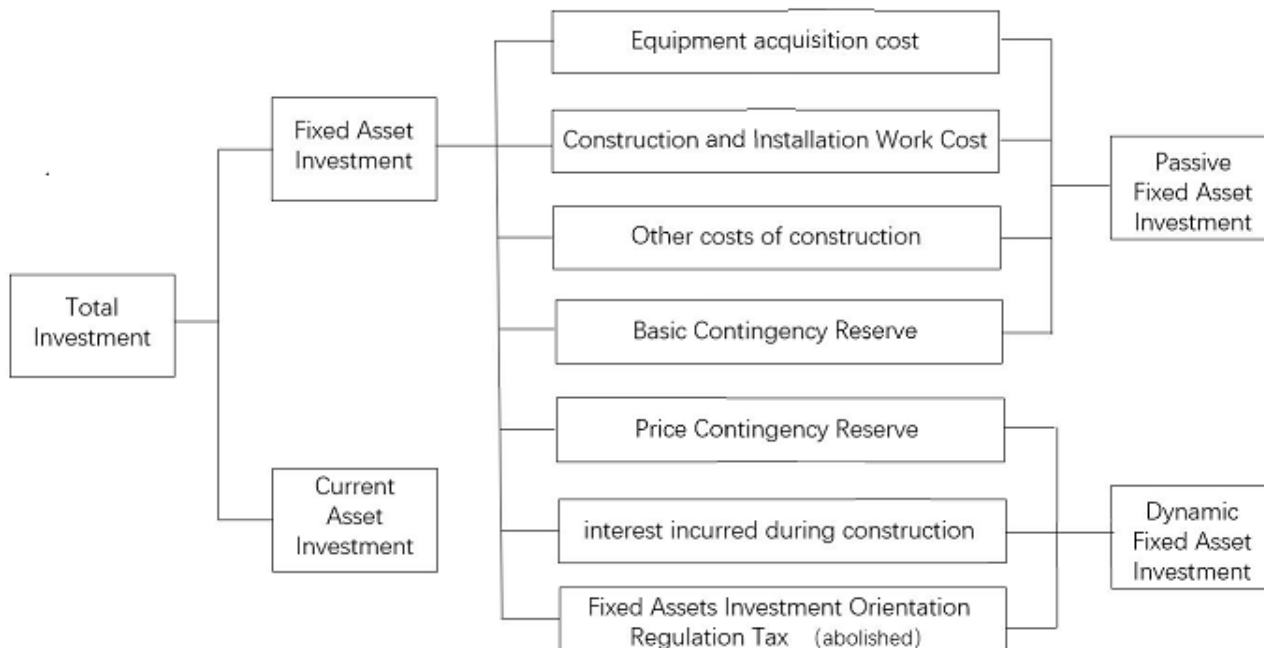 Equipment acquisition cost
Fixed Asset
Investment
Construction and Installation Work Cost
Passive
Fixed Asset
Investment
Other costs of construction
Total
Investment
Basic Contingency Reserve
Price Contingency Reserve
Current
Asset
Investment
interest incurred during construction
Dynamic
Fixed Asset
Investment
Fixed Assets Investment Orientation
Regulation Tax (abolished)